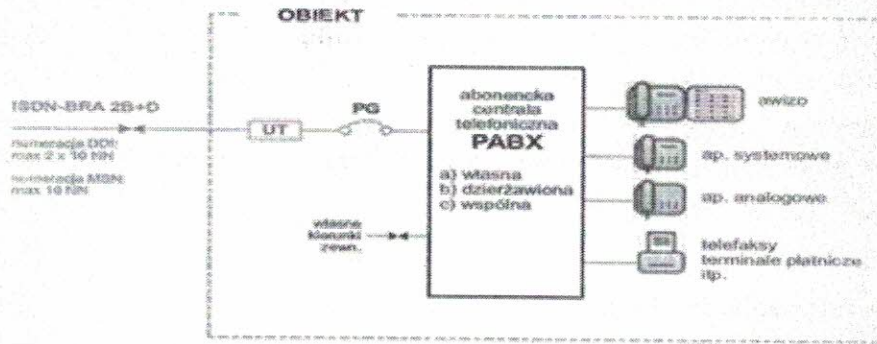 OBIEKT
ISDN-BRA 2B+D
numeracja DDI:
max 2 x 10 NN
numeracja MSN:
max 10 NN
UT
PG
abonencka
centrala
telefoniczna
PABX
a) własna
b) dzierżawiona
c) wspólna
własne
kierunki
zewn.
awizo
ap. systemowe
ap. analogowe
telefaksy
terminale płatnicze
itp.